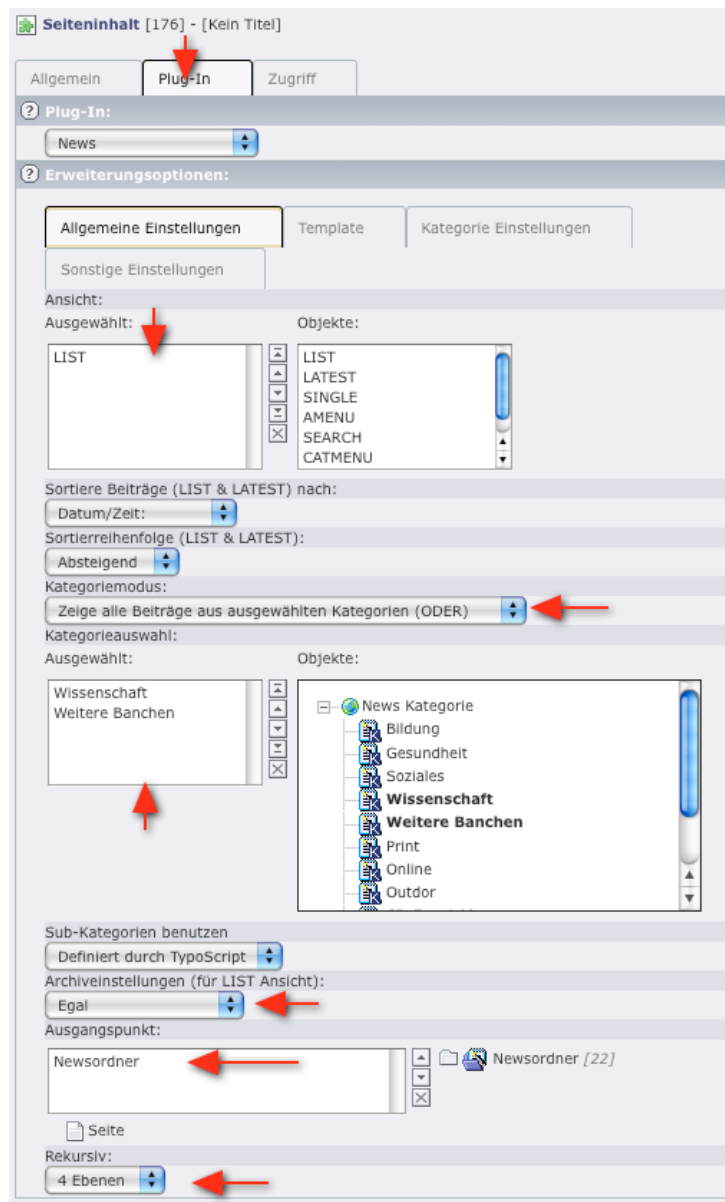 Seiteninhalt [176] - [Kein Titel]
Allgemein Plug-In Zugriff
Plug-In:
News
Erweiterungsoptionen:
Allgemeine Einstellungen Template Kategorie Einstellungen
Sonstige Einstellungen
Ansicht:
Ausgewählt: Objekte:
LIST
LIST
LATEST
SINGLE
AMENU
SEARCH
CATMENU
Sortiere Beiträge (LIST & LATEST) nach:
Datum/Zeit:
Sortierreihenfolge (LIST & LATEST):
Absteigend
Kategoriemodus:
Zeige alle Beiträge aus ausgewählten Kategorien (ODER)
Kategorieauswahl:
Ausgewählt: Objekte:
Wissenschaft
Weitere Banchen
News Kategorie
Bildung
Gesundheit
Soziales
Wissenschaft
Weitere Banchen
Print
Online
Outdor
Sub-Kategorien benutzen
Definiert durch TypoScript
Archiveinstellungen (für LIST Ansicht):
Egal
Ausgangspunkt:
Newsordner
Newsordner [22]
Seite
Rekursiv:
4 Ebenen